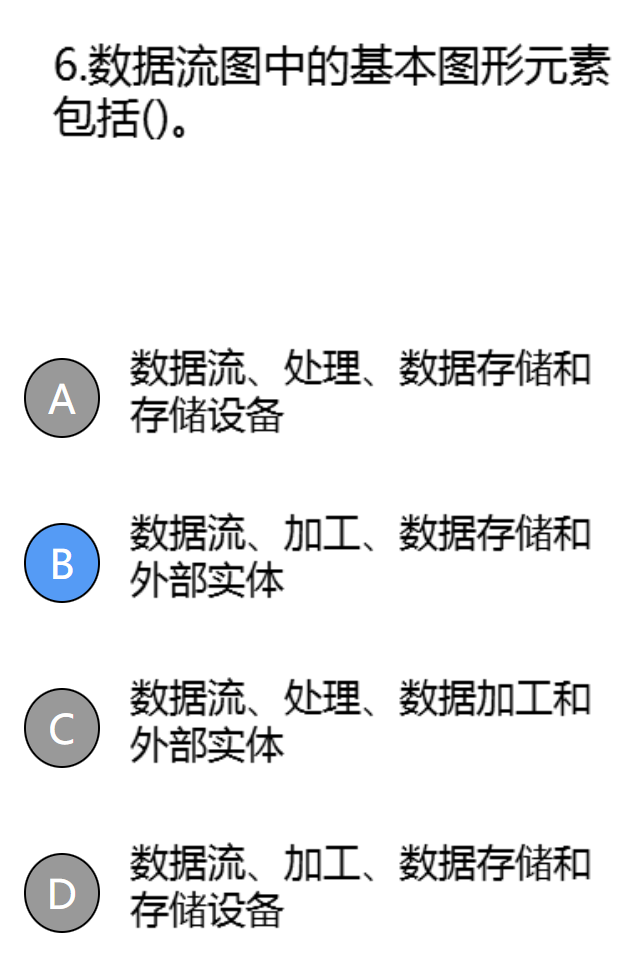 6.数据流图中的基本图形元素
包括()。
A
数据流、处理、数据存储和
存储设备
B
数据流、加工、数据存储和
外部实体
C
数据流、处理、数据加工和
外部实体
D
数据流、加工、数据存储和
存储设备